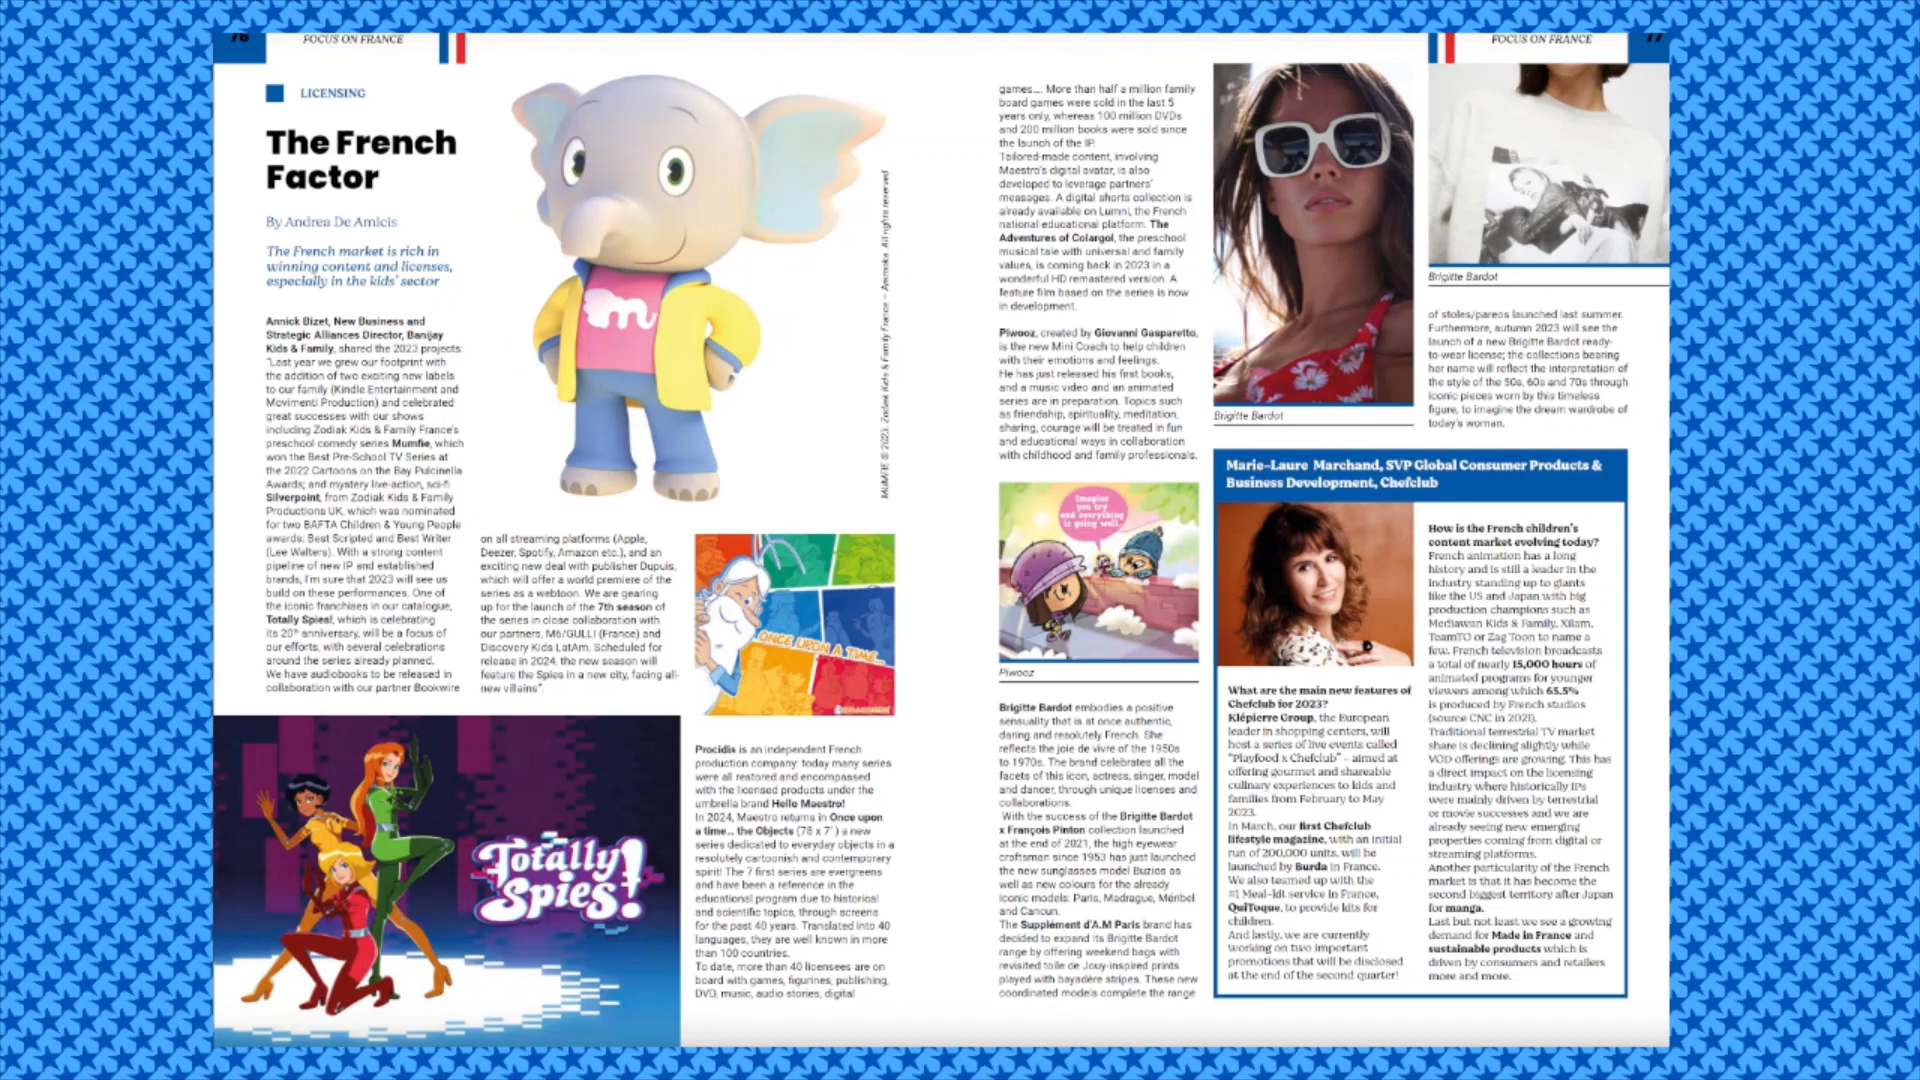 76
FOCUS ON FRANCE
LICENSING
The French
Factor
By Andrea De Amicis
The French market is rich in
winning content and licenses,
especially in the kids' sector
Annick Bizet, New Business and
Strategic Alliances Director, Banijay
Kids & Family, shared the 2023 projects:
"Last year we grew our footprint with
the addition of two exciting new labels
to our family (Kindle Entertainment and
Movimenti Production) and celebrated
great successes with our shows
including Zodiak Kids & Family France's
preschool comedy series Mumfie, which
won the Best Pre-School TV Series at
the 2022 Cartoons on the Bay Pulcinella
Awards; and mystery live-action, sci-fi
Silverpoint, from Zodiak Kids & Family
Productions UK, which was nominated
for two BAFTA Children & Young People
awards: Best Scripted and Best Writer
(Lee Walters). With a strong content
pipeline of new IP and established
brands, I'm sure that 2023 will see us
build on these performances. One of
the iconic franchises in our catalogue,
Totally Spies!, which is celebrating
its 20th anniversary, will be a focus of
our efforts, with several celebrations
around the series already planned.
We have audiobooks to be released in
collaboration with our partner Bookwire
on all streaming platforms (Apple,
Deezer, Spotify, Amazon etc.), and an
exciting new deal with publisher Dupuis,
which will offer a world premiere of the
series as a webtoon. We are gearing
up for the launch of the 7th season of
the series in close collaboration with
our partners, M6/GULLI (France) and
Discovery Kids LatAm. Scheduled for
release in 2024, the new season will
feature the Spies in a new city, facing all-
new villains".
m
MUMFIE © 2023. Zodiak Kids & Family France – Animoka. All rights reserved
ONCE UPON A TIME...
Totally
Spies!
Procidis is an independent French
production company: today many series
were all restored and encompassed
with the licensed products under the
umbrella brand Hello Maestro!
In 2024, Maestro returns in Once upon
a time... the Objects (78 x 7') a new
series dedicated to everyday objects in a
resolutely cartoonish and contemporary
spirit! The 7 first series are evergreens
and have been a reference in the
educational program due to historical
and scientific topics, through screens
for the past 40 years. Translated into 40
languages, they are well known in more
than 100 countries.
To date, more than 40 licensees are on
board with games, figurines, publishing,
DVD, music, audio stories, digital
FOCUS ON FRANCE
77
games.... More than half a million family
board games were sold in the last 5
years only, whereas 100 million DVDs
and 200 million books were sold since
the launch of the IP.
Tailored-made content, involving
Maestro's digital avatar, is also
developed to leverage partners'
messages. A digital shorts collection is
already available on Lumni, the French
national educational platform. The
Adventures of Colargol, the preschool
musical tale with universal and family
values, is coming back in 2023 in a
wonderful HD remastered version. A
feature film based on the series is now
in development.
Piwooz, created by Giovanni Gasparetto,
is the new Mini Coach to help children
with their emotions and feelings.
He has just released his first books,
and a music video and an animated
series are in preparation. Topics such
as friendship, spirituality, meditation,
sharing, courage will be treated in fun
and educational ways in collaboration
with childhood and family professionals.
Imagine
you try
and everything
is going well.
Piwooz
Brigitte Bardot embodies a positive
sensuality that is at once authentic,
daring and resolutely French. She
reflects the joie de vivre of the 1950s
to 1970s. The brand celebrates all the
facets of this icon, actress, singer, model
and dancer, through unique licenses and
collaborations.
With the success of the Brigitte Bardot
x François Pinton collection launched
at the end of 2021, the high eyewear
craftsman since 1953 has just launched
the new sunglasses model Buzios as
well as new colours for the already
iconic models: Paris, Madrague, Méribel
and Cancun.
The Supplément d'A.M Paris brand has
decided to expand its Brigitte Bardot
range by offering weekend bags with
revisited toile de Jouy-inspired prints
played with bayadère stripes. These new
coordinated models complete the range
Brigitte Bardot
Brigitte Bardot
of stoles/pareos launched last summer.
Furthermore, autumn 2023 will see the
launch of a new Brigitte Bardot ready-
to-wear license; the collections bearing
her name will reflect the interpretation of
the style of the 50s, 60s and 70s through
iconic pieces worn by this timeless
figure, to imagine the dream wardrobe of
today's woman.
Marie-Laure Marchand, SVP Global Consumer Products &
Business Development, Chefclub
What are the main new features of
Chefclub for 2023?
Klépierre Group, the European
leader in shopping centers, will
host a series of live events called
"Playfood x Chefclub" – aimed at
offering gourmet and shareable
culinary experiences to kids and
families from February to May
2023.
In March, our first Chefclub
lifestyle magazine, with an initial
run of 200,000 units, will be
launched by Burda in France.
We also teamed up with the
#1 Meal-kit service in France,
QuiToque, to provide kits for
children.
And lastly, we are currently
working on two important
promotions that will be disclosed
at the end of the second quarter!
How is the French children's
content market evolving today?
French animation has a long
history and is still a leader in the
industry standing up to giants
like the US and Japan with big
production champions such as
Mediawan Kids & Family, Xilam,
TeamTO or Zag Toon to name a
few. French television broadcasts
a total of nearly 15,000 hours of
animated programs for younger
viewers among which 65.5%
is produced by French studios
(source CNC in 2021).
Traditional terrestrial TV market
share is declining slightly while
VOD offerings are growing. This has
a direct impact on the licensing
industry where historically IPs
were mainly driven by terrestrial
or movie successes and we are
already seeing new emerging
properties coming from digital or
streaming platforms.
Another particularity of the French
market is that it has become the
second biggest territory after Japan
for manga.
Last but not least we see a growing
demand for Made in France and
sustainable products which is
driven by consumers and retailers
more and more.